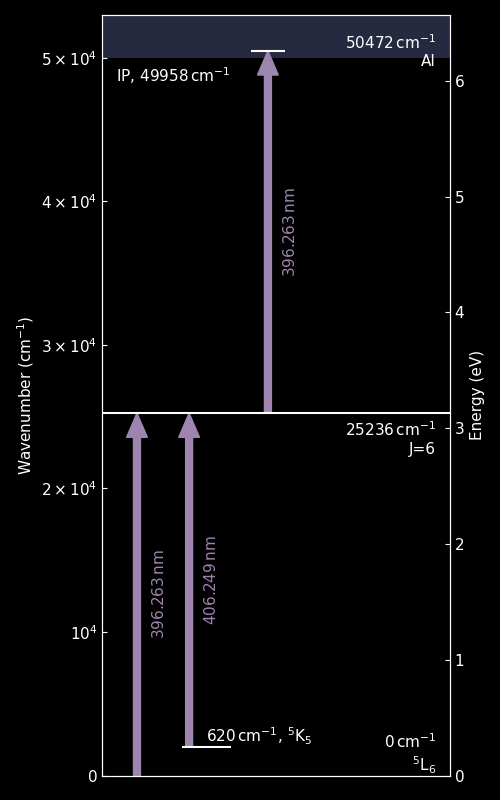 50472 cm⁻¹
AI
IP, 49958 cm⁻¹
396.263 nm
25236 cm⁻¹
J=6
396.263 nm
406.249 nm
620 cm⁻¹, ⁵K₅
0 cm⁻¹
⁵L₆
Wavenumber (cm⁻¹)
5 × 10⁴
4 × 10⁴
3 × 10⁴
2 × 10⁴
10⁴
0
Energy (eV)
6
5
4
3
2
1
0